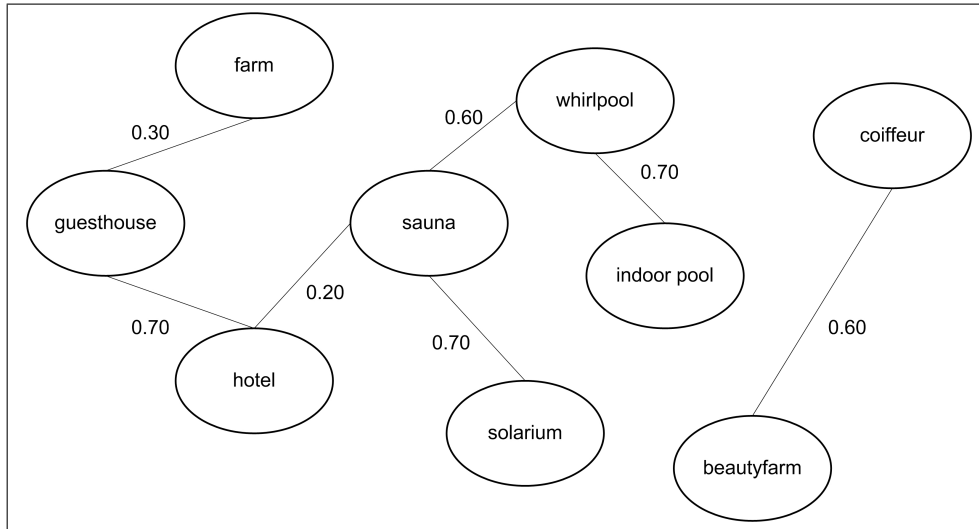 farm
whirlpool
0.60
0.30
coiffeur
0.70
guesthouse
sauna
indoor pool
0.20
0.70
0.60
0.70
hotel
solarium
beautyfarm